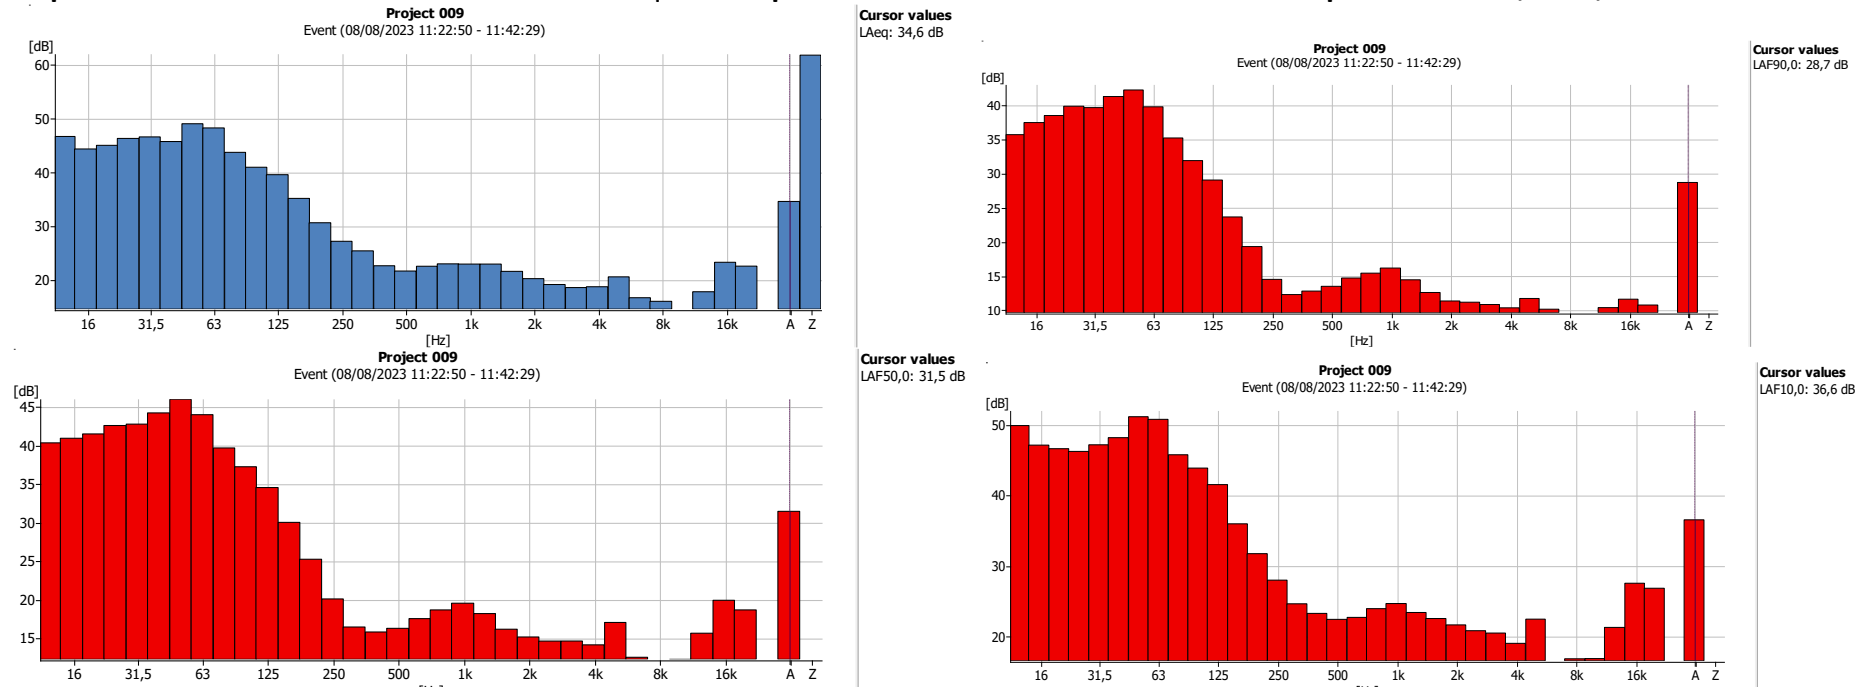 Project 009
Event (08/08/2023 11:22:50 - 11:42:29)
[dB]
60
50
40
30
20
16 31,5 63 125 250 500 1k 2k 4k 8k 16k A Z
[Hz]
Cursor values
LAeq: 34,6 dB
Project 009
Event (08/08/2023 11:22:50 - 11:42:29)
[dB]
40
35
30
25
20
15
10
16 31,5 63 125 250 500 1k 2k 4k 8k 16k A Z
[Hz]
Cursor values
LAF90,0: 28,7 dB
Project 009
Event (08/08/2023 11:22:50 - 11:42:29)
[dB]
45
40
35
30
25
20
15
16 31,5 63 125 250 500 1k 2k 4k 8k 16k A Z
Cursor values
LAF50,0: 31,5 dB
Project 009
Event (08/08/2023 11:22:50 - 11:42:29)
[dB]
50
40
30
20
16 31,5 63 125 250 500 1k 2k 4k 8k 16k A Z
Cursor values
LAF10,0: 36,6 dB